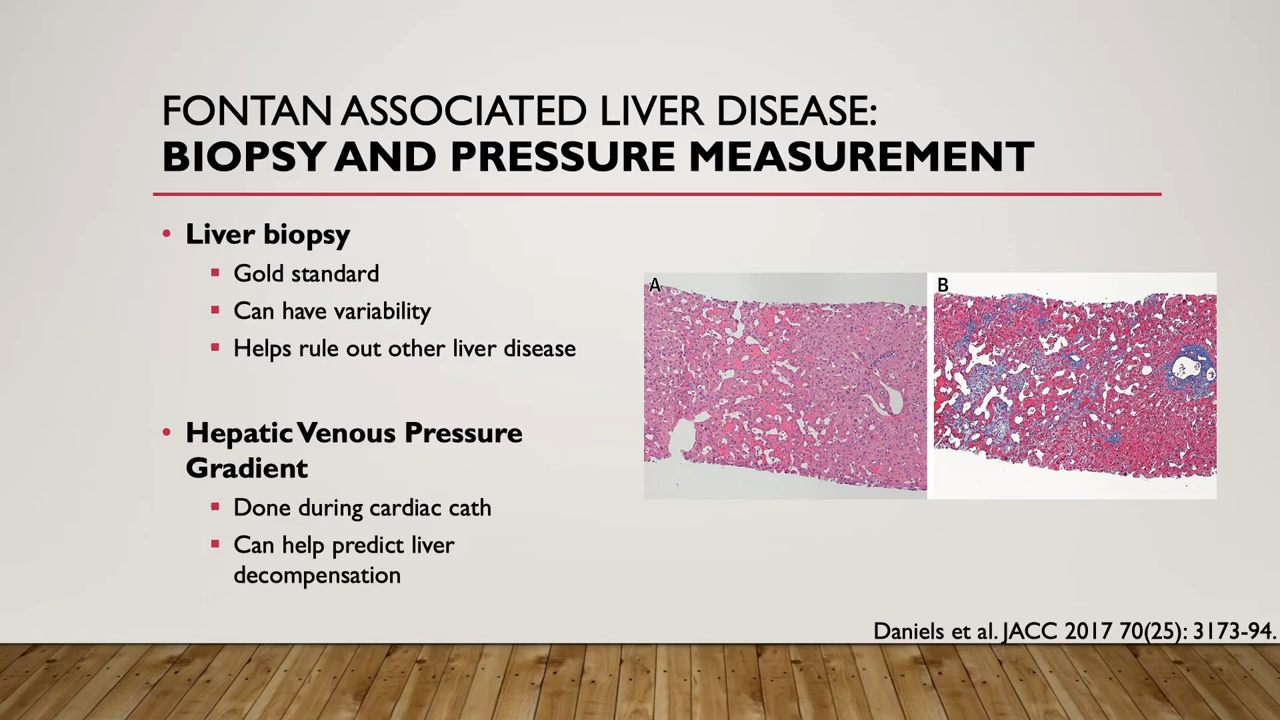 FONTAN ASSOCIATED LIVER DISEASE:
BIOPSY AND PRESSURE MEASUREMENT
• Liver biopsy
▪ Gold standard
▪ Can have variability
▪ Helps rule out other liver disease
• Hepatic Venous Pressure
Gradient
▪ Done during cardiac cath
▪ Can help predict liver
decompensation
A
B
Daniels et al. JACC 2017 70(25): 3173-94.